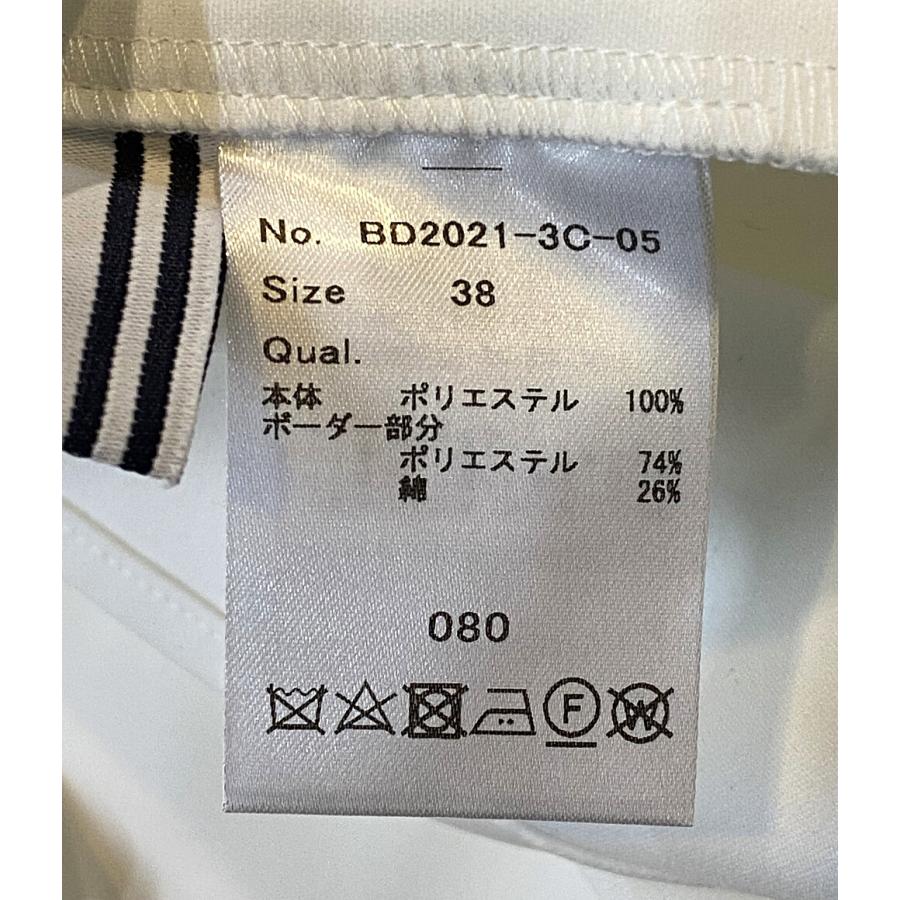 No. BD2021-3C-05
Size 38
Qual.
本体 ポリエステル 100%
ボーダー部分
ポリエステル 74%
綿 26%
080
F W